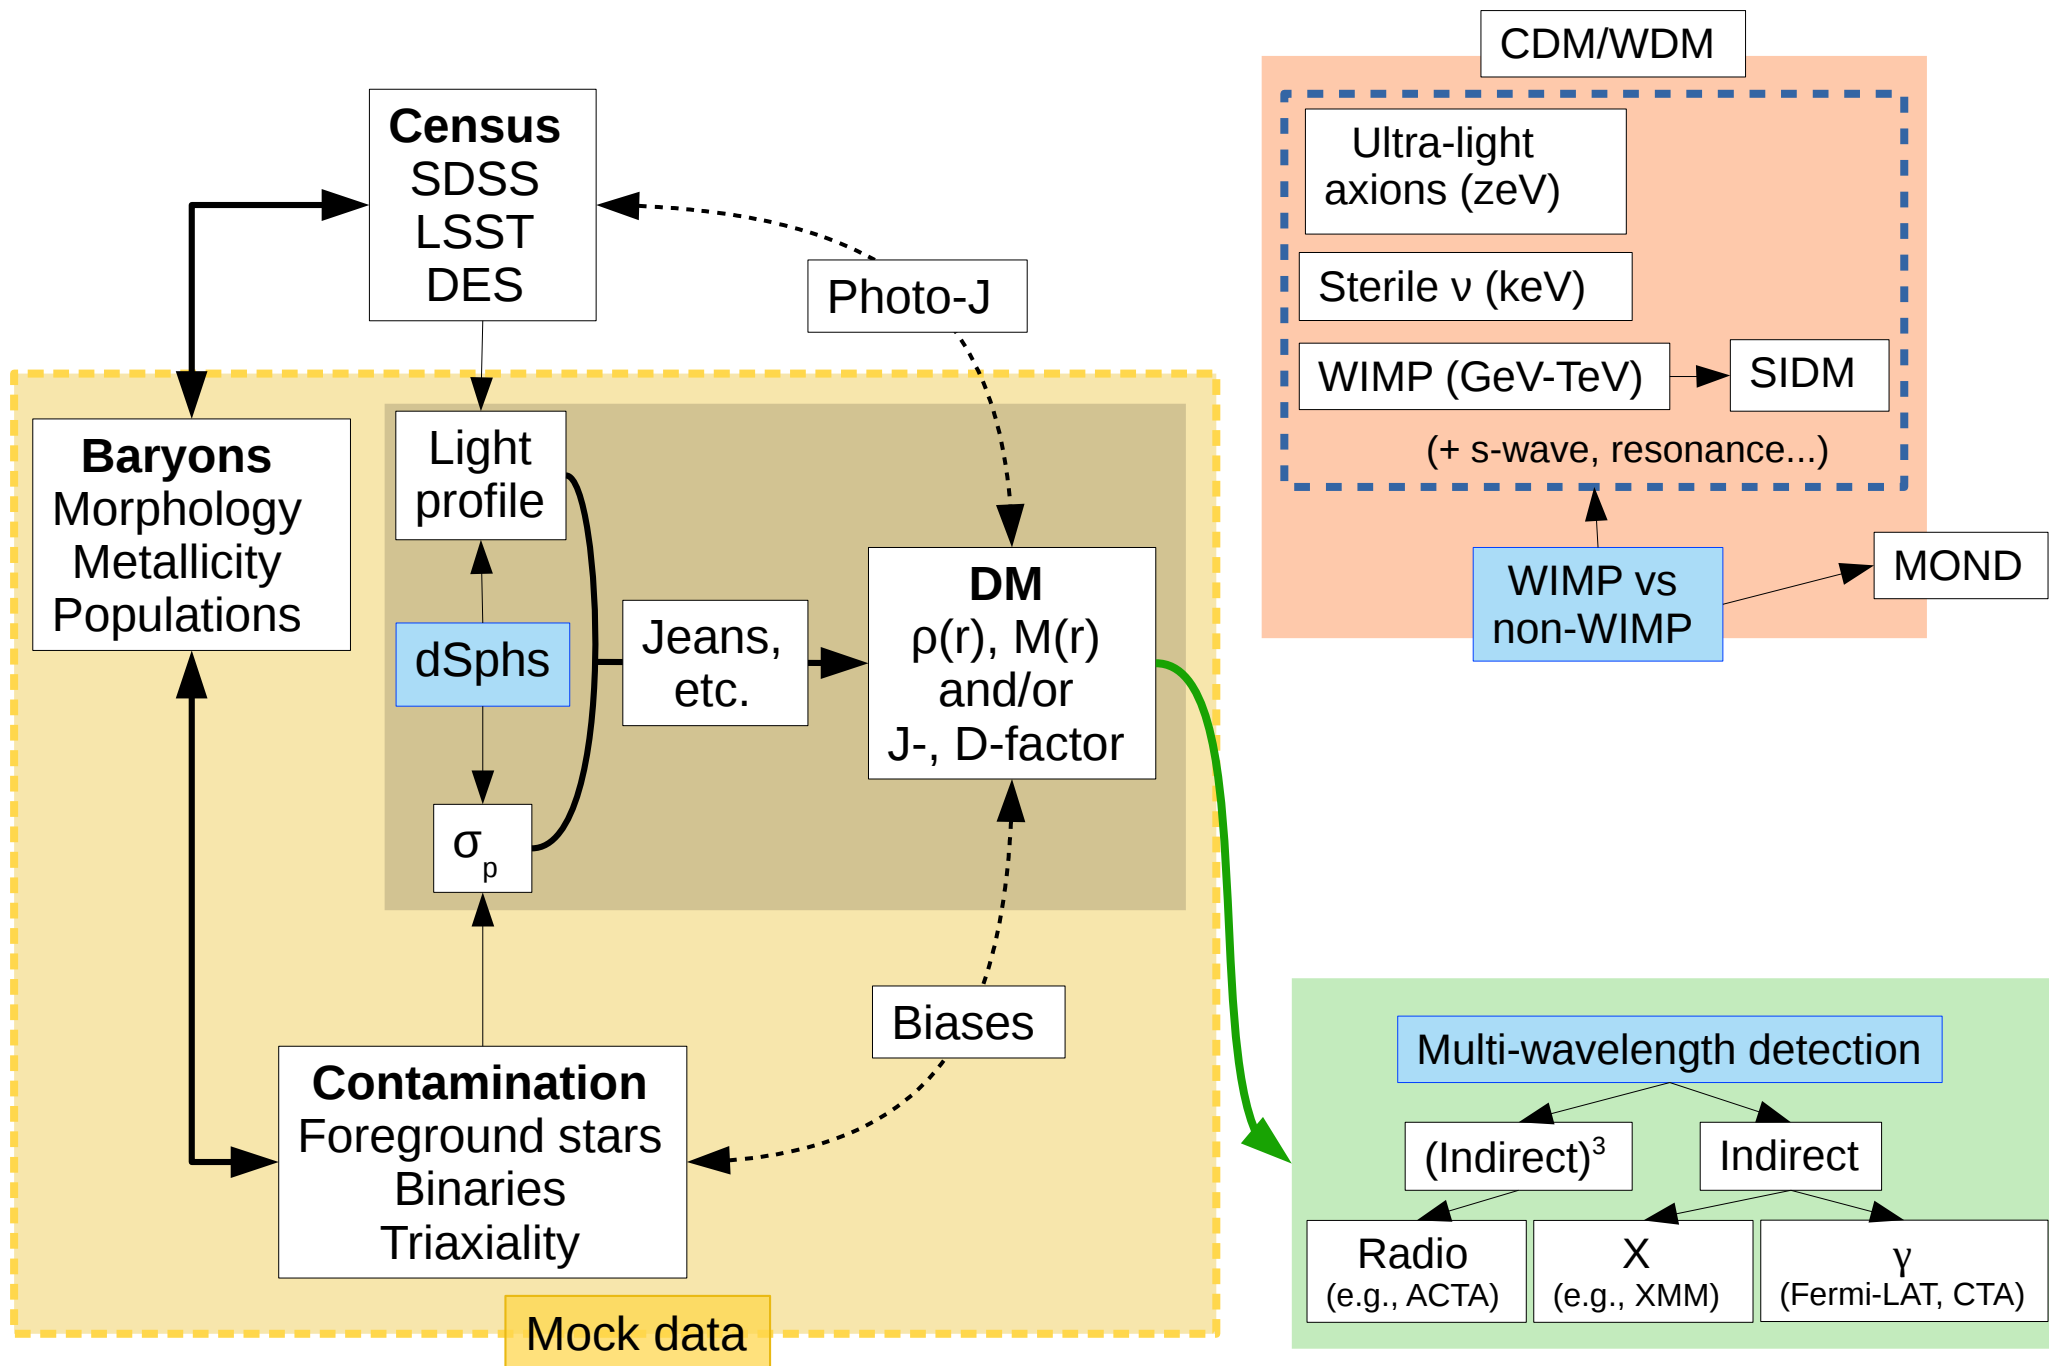 Census
SDSS
LSST
DES
Photo-J
Baryons
Morphology
Metallicity
Populations
Light
profile
dSphs
σp
Jeans,
etc.
DM
ρ(r), M(r)
and/or
J-, D-factor
Biases
Contamination
Foreground stars
Binaries
Triaxiality
Mock data
CDM/WDM
Ultra-light
axions (zeV)
Sterile ν (keV)
WIMP (GeV-TeV)
SIDM
(+ s-wave, resonance...)
WIMP vs
non-WIMP
MOND
Multi-wavelength detection
(Indirect)³
Indirect
Radio
(e.g., ACTA)
X
(e.g., XMM)
γ
(Fermi-LAT, CTA)